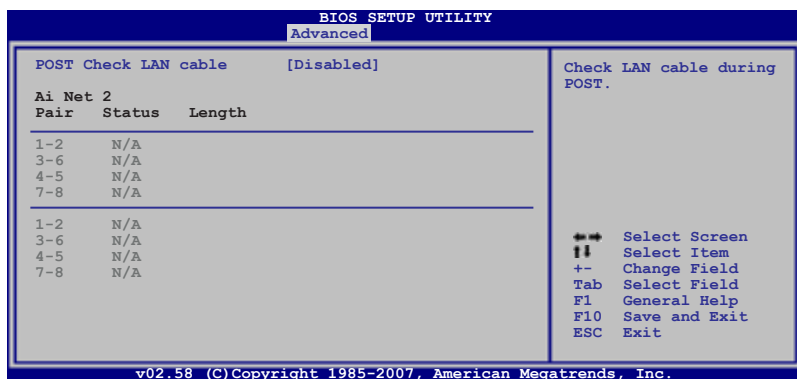 BIOS SETUP UTILITY
Advanced
POST Check LAN cable [Disabled]
Ai Net 2
Pair Status Length
1-2 N/A
3-6 N/A
4-5 N/A
7-8 N/A
1-2 N/A
3-6 N/A
4-5 N/A
7-8 N/A
Check LAN cable during
POST.
←→ Select Screen
↑↓ Select Item
+- Change Field
Tab Select Field
F1 General Help
F10 Save and Exit
ESC Exit
v02.58 (C)Copyright 1985-2007, American Megatrends, Inc.